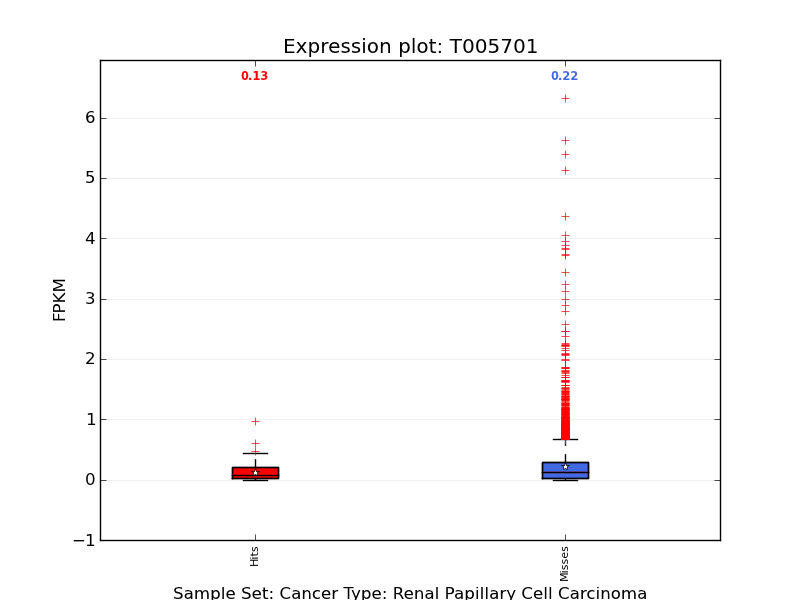 Expression plot: T005701
0.13
0.22
6
5
4
3
2
1
0
−1
FPKM
Hits
Misses
Sample Set: Cancer Type: Renal Papillary Cell Carcinoma